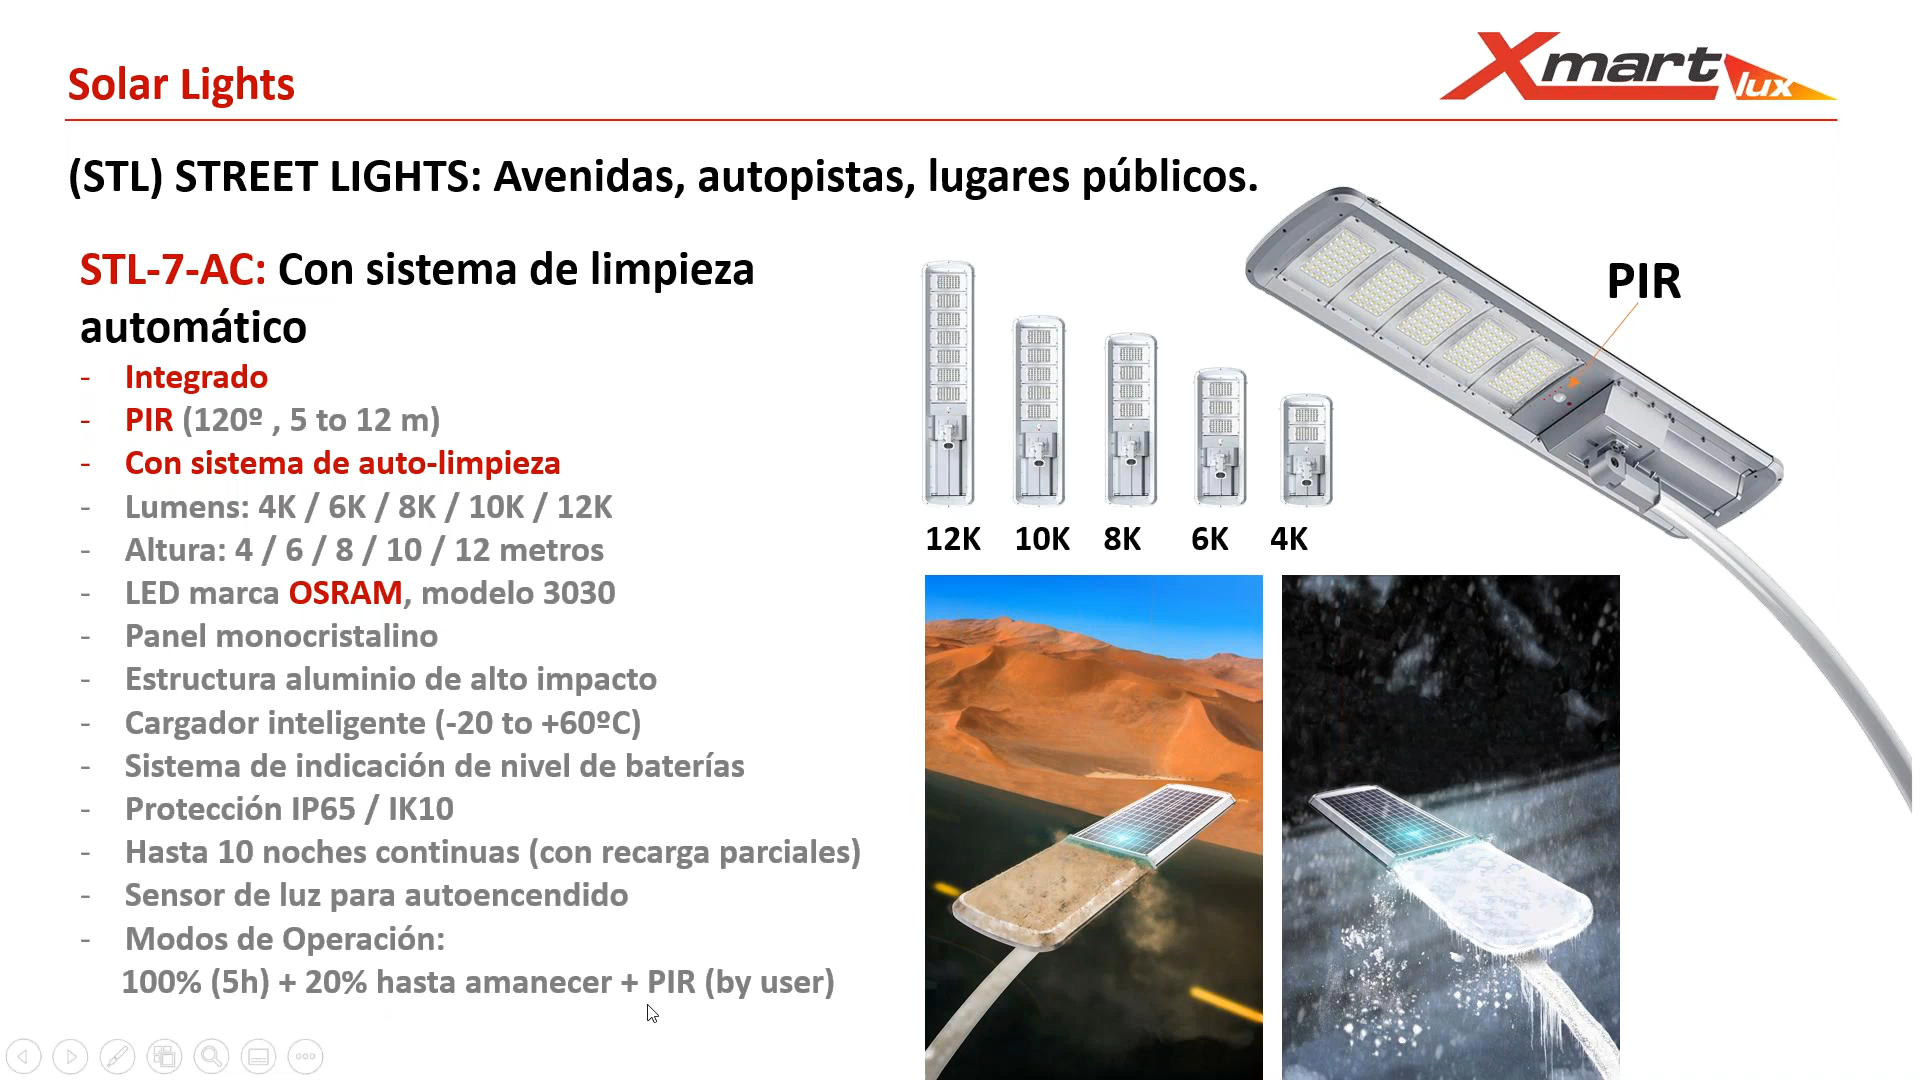 Solar Lights
Xmart lux
(STL) STREET LIGHTS: Avenidas, autopistas, lugares públicos.
STL-7-AC: Con sistema de limpieza
automático
- Integrado
- PIR (120º , 5 to 12 m)
- Con sistema de auto-limpieza
- Lumens: 4K / 6K / 8K / 10K / 12K
- Altura: 4 / 6 / 8 / 10 / 12 metros
- LED marca OSRAM, modelo 3030
- Panel monocristalino
- Estructura aluminio de alto impacto
- Cargador inteligente (-20 to +60ºC)
- Sistema de indicación de nivel de baterías
- Protección IP65 / IK10
- Hasta 10 noches continuas (con recarga parciales)
- Sensor de luz para autoencendido
- Modos de Operación:
100% (5h) + 20% hasta amanecer + PIR (by user)
PIR
12K 10K 8K 6K 4K